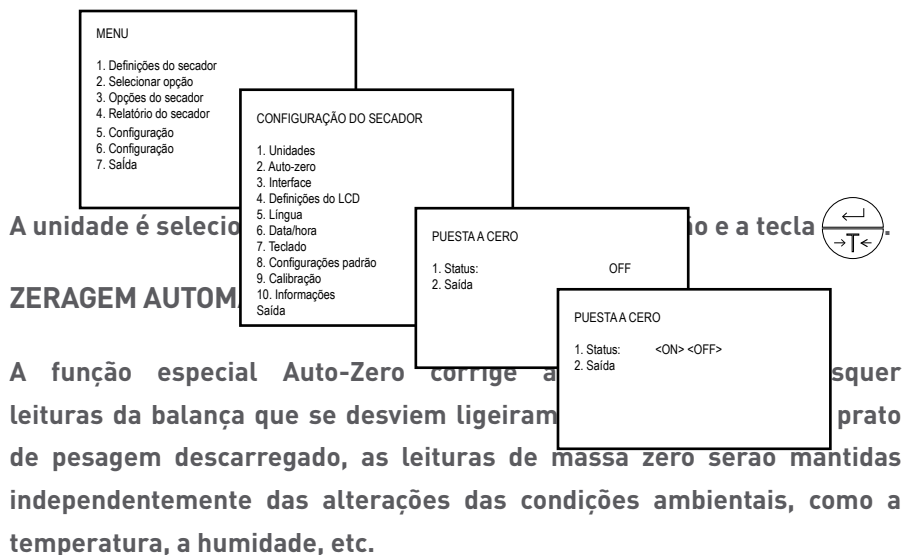 MENU
1. Definições do secador
2. Selecionar opção
3. Opções do secador
4. Relatório do secador
5. Configuração
6. Configuração
7. Saída
CONFIGURAÇÃO DO SECADOR
1. Unidades
2. Auto-zero
3. Interface
4. Definições do LCD
5. Língua
6. Data/hora
7. Teclado
8. Configurações padrão
9. Calibração
10. Informações
Saída
PUESTA A CERO
1. Status: OFF
2. Saída
PUESTA A CERO
1. Status: <ON> <OFF>
2. Saída
A unidade é e a tecla →T← .
ZERAGEM
A função especial Auto-Zero corrige
leituras da balança que se desviem prato
de pesagem descarregado, as leituras de massa zero serão mantidas
independentemente das alterações das condições ambientais, como a
temperatura, a humidade, etc.